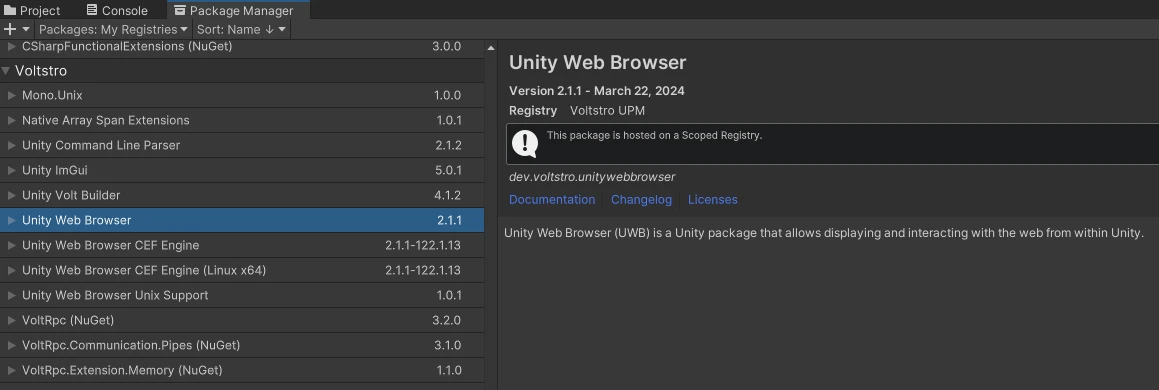 Project Console Package Manager
+ Packages: My Registries Sort: Name ↓
CSharpFunctionalExtensions (NuGet) 3.0.0
Voltstro
Mono.Unix 1.0.0
Native Array Span Extensions 1.0.1
Unity Command Line Parser 2.1.2
Unity ImGui 5.0.1
Unity Volt Builder 4.1.2
Unity Web Browser 2.1.1
Unity Web Browser CEF Engine 2.1.1-122.1.13
Unity Web Browser CEF Engine (Linux x64) 2.1.1-122.1.13
Unity Web Browser Unix Support 1.0.1
VoltRpc (NuGet) 3.2.0
VoltRpc.Communication.Pipes (NuGet) 3.1.0
VoltRpc.Extension.Memory (NuGet) 1.1.0
Unity Web Browser
Version 2.1.1 - March 22, 2024
Registry Voltstro UPM
This package is hosted on a Scoped Registry.
dev.voltstro.unitywebbrowser
Documentation Changelog Licenses
Unity Web Browser (UWB) is a Unity package that allows displaying and interacting with the web from within Unity.